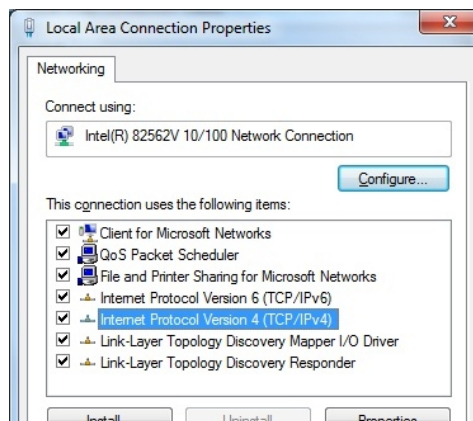 Local Area Connection Properties
Networking
Connect using:
Intel(R) 82562V 10/100 Network Connection
Configure...
This connection uses the following items:
Client for Microsoft Networks
QoS Packet Scheduler
File and Printer Sharing for Microsoft Networks
Internet Protocol Version 6 (TCP/IPv6)
Internet Protocol Version 4 (TCP/IPv4)
Link-Layer Topology Discovery Mapper I/O Driver
Link-Layer Topology Discovery Responder
Install... Uninstall Properties